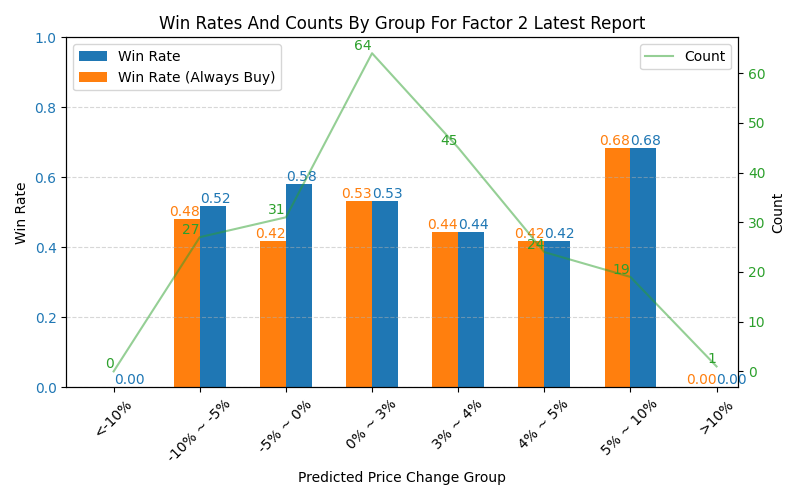 Win Rates And Counts By Group For Factor 2 Latest Report
Win Rate
Win Rate (Always Buy)
Count
1.0
0.8
0.6
0.4
0.2
0.0
Win Rate
60
50
40
30
20
10
0
Count
64
45
31
27
24
19
1
0
0.00
0.48
0.52
0.42
0.58
0.53
0.53
0.44
0.44
0.42
0.42
0.68
0.68
0.00
0.00
<-10%
-10% ~ -5%
-5% ~ 0%
0% ~ 3%
3% ~ 4%
4% ~ 5%
5% ~ 10%
>10%
Predicted Price Change Group